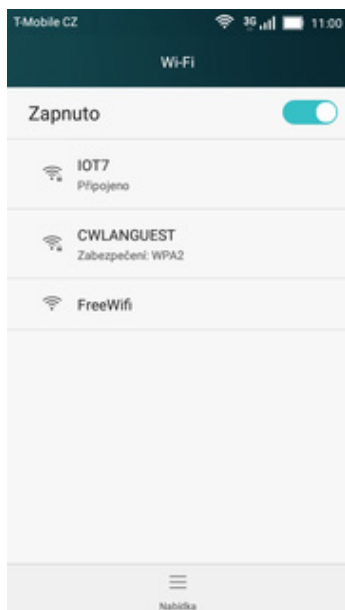 T-Mobile CZ 3G 11:00
Wi-Fi
Zapnuto
IOT7
Připojeno
CWLANGUEST
Zabezpečení: WPA2
FreeWifi
Nabídka